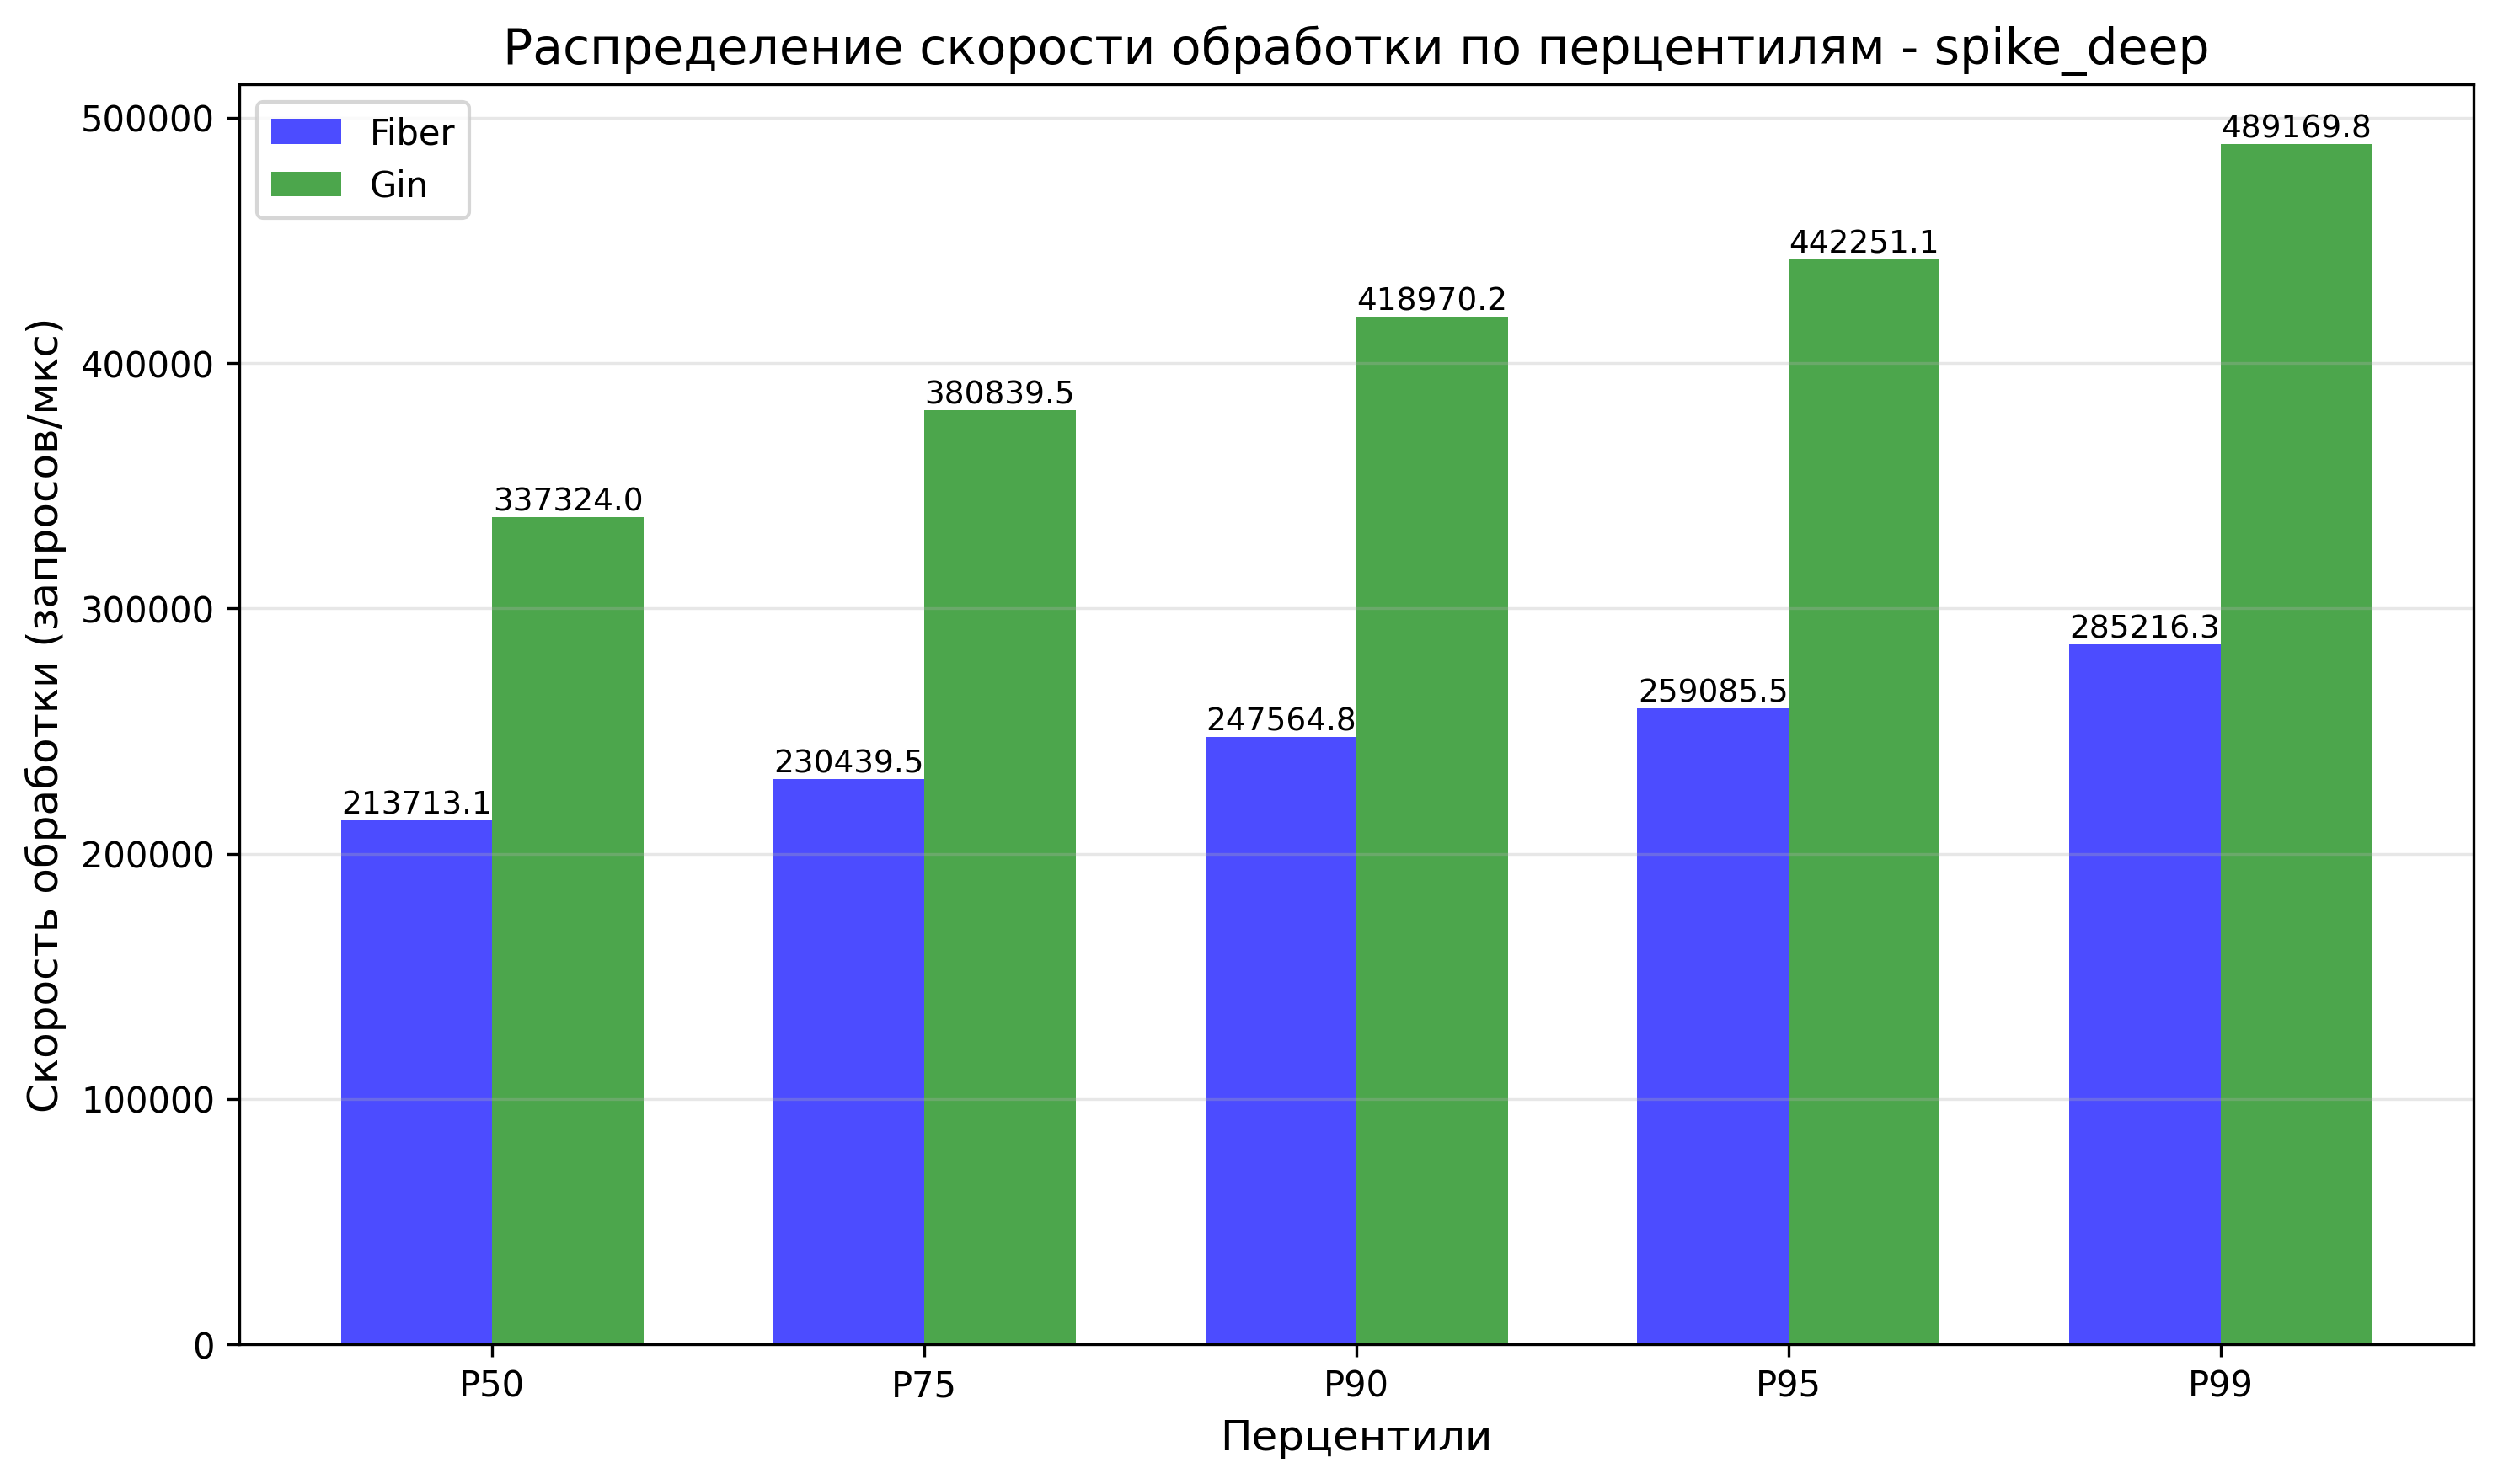 Распределение скорости обработки по перцентилям - spike_deep
Fiber
Gin
Скорость обработки (запросов/мкс)
500000
400000
300000
200000
100000
0
213713.1
337324.0
230439.5
380839.5
247564.8
418970.2
259085.5
442251.1
285216.3
489169.8
P50
P75
P90
P95
P99
Перцентили